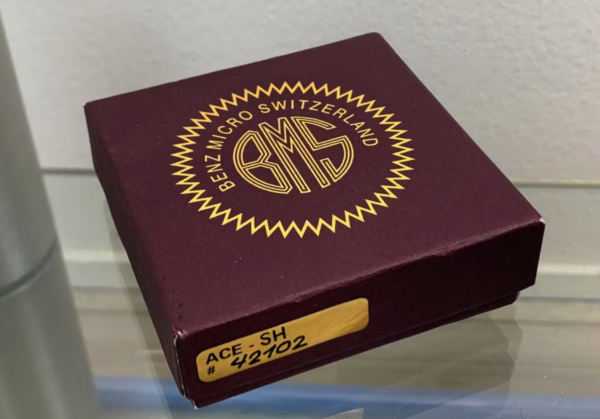 BENZ MICRO SWITZERLAND
BMS
ACE - SH
# 42102